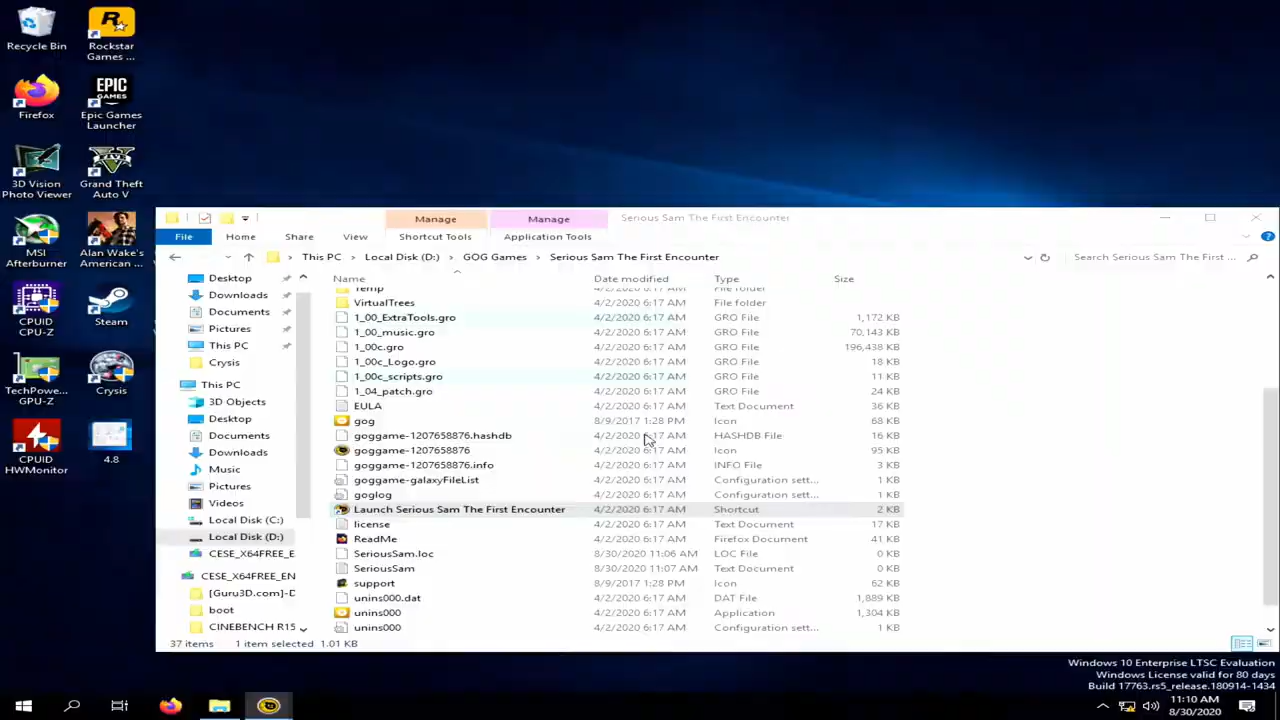 Recycle Bin
Rockstar
Games ...
Firefox
EPIC
GAMES
Epic Games
Launcher
3D Vision
Photo Viewer
Grand Theft
Auto V
MSI
Afterburner
Alan Wake's
American ...
CPUID
CPU-Z
Steam
TechPowe...
GPU-Z
Crysis
CPUID
HWMonitor
4.8
Manage
Manage
Serious Sam The First Encounter
File
Home
Share
View
Shortcut Tools
Application Tools
This PC
Local Disk (D:)
GOG Games
Serious Sam The First Encounter
Search Serious Sam The First ...
Name
Date modified
Type
Size
Desktop
Downloads
Documents
Pictures
This PC
Crysis
This PC
3D Objects
Desktop
Documents
Downloads
Music
Pictures
Videos
Local Disk (C:)
Local Disk (D:)
CESE_X64FREE_E
CESE_X64FREE_EN
[Guru3D.com]-D
boot
CINEBENCH R15
Temp 4/2/2020 6:17 AM File folder
VirtualTrees 4/2/2020 6:17 AM File folder
1_00_ExtraTools.gro 4/2/2020 6:17 AM GRO File 1,172 KB
1_00_music.gro 4/2/2020 6:17 AM GRO File 70,143 KB
1_00c.gro 4/2/2020 6:17 AM GRO File 196,438 KB
1_00c_Logo.gro 4/2/2020 6:17 AM GRO File 18 KB
1_00c_scripts.gro 4/2/2020 6:17 AM GRO File 11 KB
1_04_patch.gro 4/2/2020 6:17 AM GRO File 24 KB
EULA 4/2/2020 6:17 AM Text Document 36 KB
gog 8/9/2017 1:28 PM Icon 68 KB
goggame-1207658876.hashdb 4/2/2020 6:17 AM HASHDB File 16 KB
goggame-1207658876 4/2/2020 6:17 AM Icon 95 KB
goggame-1207658876.info 4/2/2020 6:17 AM INFO File 3 KB
goggame-galaxyFileList 4/2/2020 6:17 AM Configuration sett... 1 KB
goglog 4/2/2020 6:17 AM Configuration sett... 1 KB
Launch Serious Sam The First Encounter 4/2/2020 6:17 AM Shortcut 2 KB
license 4/2/2020 6:17 AM Text Document 17 KB
ReadMe 4/2/2020 6:17 AM Firefox Document 41 KB
SeriousSam.loc 8/30/2020 11:06 AM LOC File 0 KB
SeriousSam 8/30/2020 11:07 AM Text Document 0 KB
support 8/9/2017 1:28 PM Icon 62 KB
unins000.dat 4/2/2020 6:17 AM DAT File 1,889 KB
unins000 4/2/2020 6:17 AM Application 1,304 KB
unins000 4/2/2020 6:17 AM Configuration sett... 1 KB
37 items 1 item selected 1.01 KB
Windows 10 Enterprise LTSC Evaluation
Windows License valid for 80 days
Build 17763.rs5_release.180914-1434
11:10 AM
8/30/2020